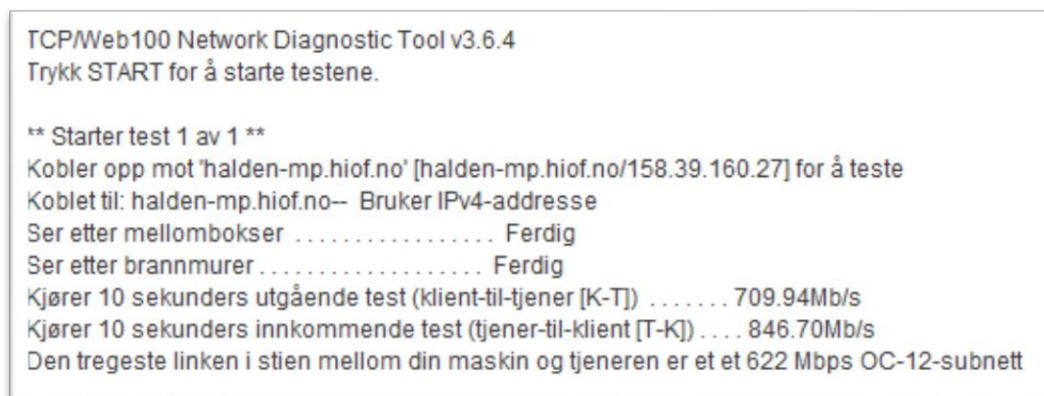 TCP/Web100 Network Diagnostic Tool v3.6.4
Trykk START for å starte testene.
** Starter test 1 av 1 **
Kobler opp mot 'halden-mp.hiof.no' [halden-mp.hiof.no/158.39.160.27] for å teste
Koblet til: halden-mp.hiof.no-- Bruker IPv4-addresse
Ser etter mellombokser . . . . . . . . . . . . . . . . . Ferdig
Ser etter brannmurer . . . . . . . . . . . . . . . . . . . Ferdig
Kjører 10 sekunders utgående test (klient-til-tjener [K-T]) . . . . . . . 709.94Mb/s
Kjører 10 sekunders innkommende test (tjener-til-klient [T-K]) . . . . 846.70Mb/s
Den tregeste linken i stien mellom din maskin og tjeneren er et et 622 Mbps OC-12-subnett